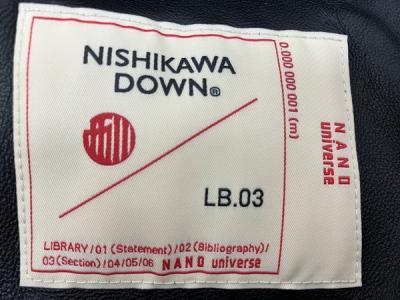 NISHIKAWA
DOWN®
LB.03
LIBRARY/01 (Statement)/02 (Bibliography)/
03 (Section)/04/05/06 NANO universe
0.000 000 001 (m)
NANO
universe